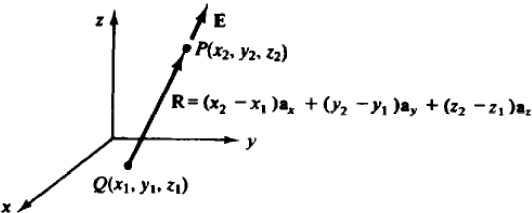 z
E
P(x₂, y₂, z₂)
R = (x₂ − x₁)aₓ + (y₂ − y₁)aᵧ + (z₂ − z₁)a_z
y
Q(x₁, y₁, z₁)
x